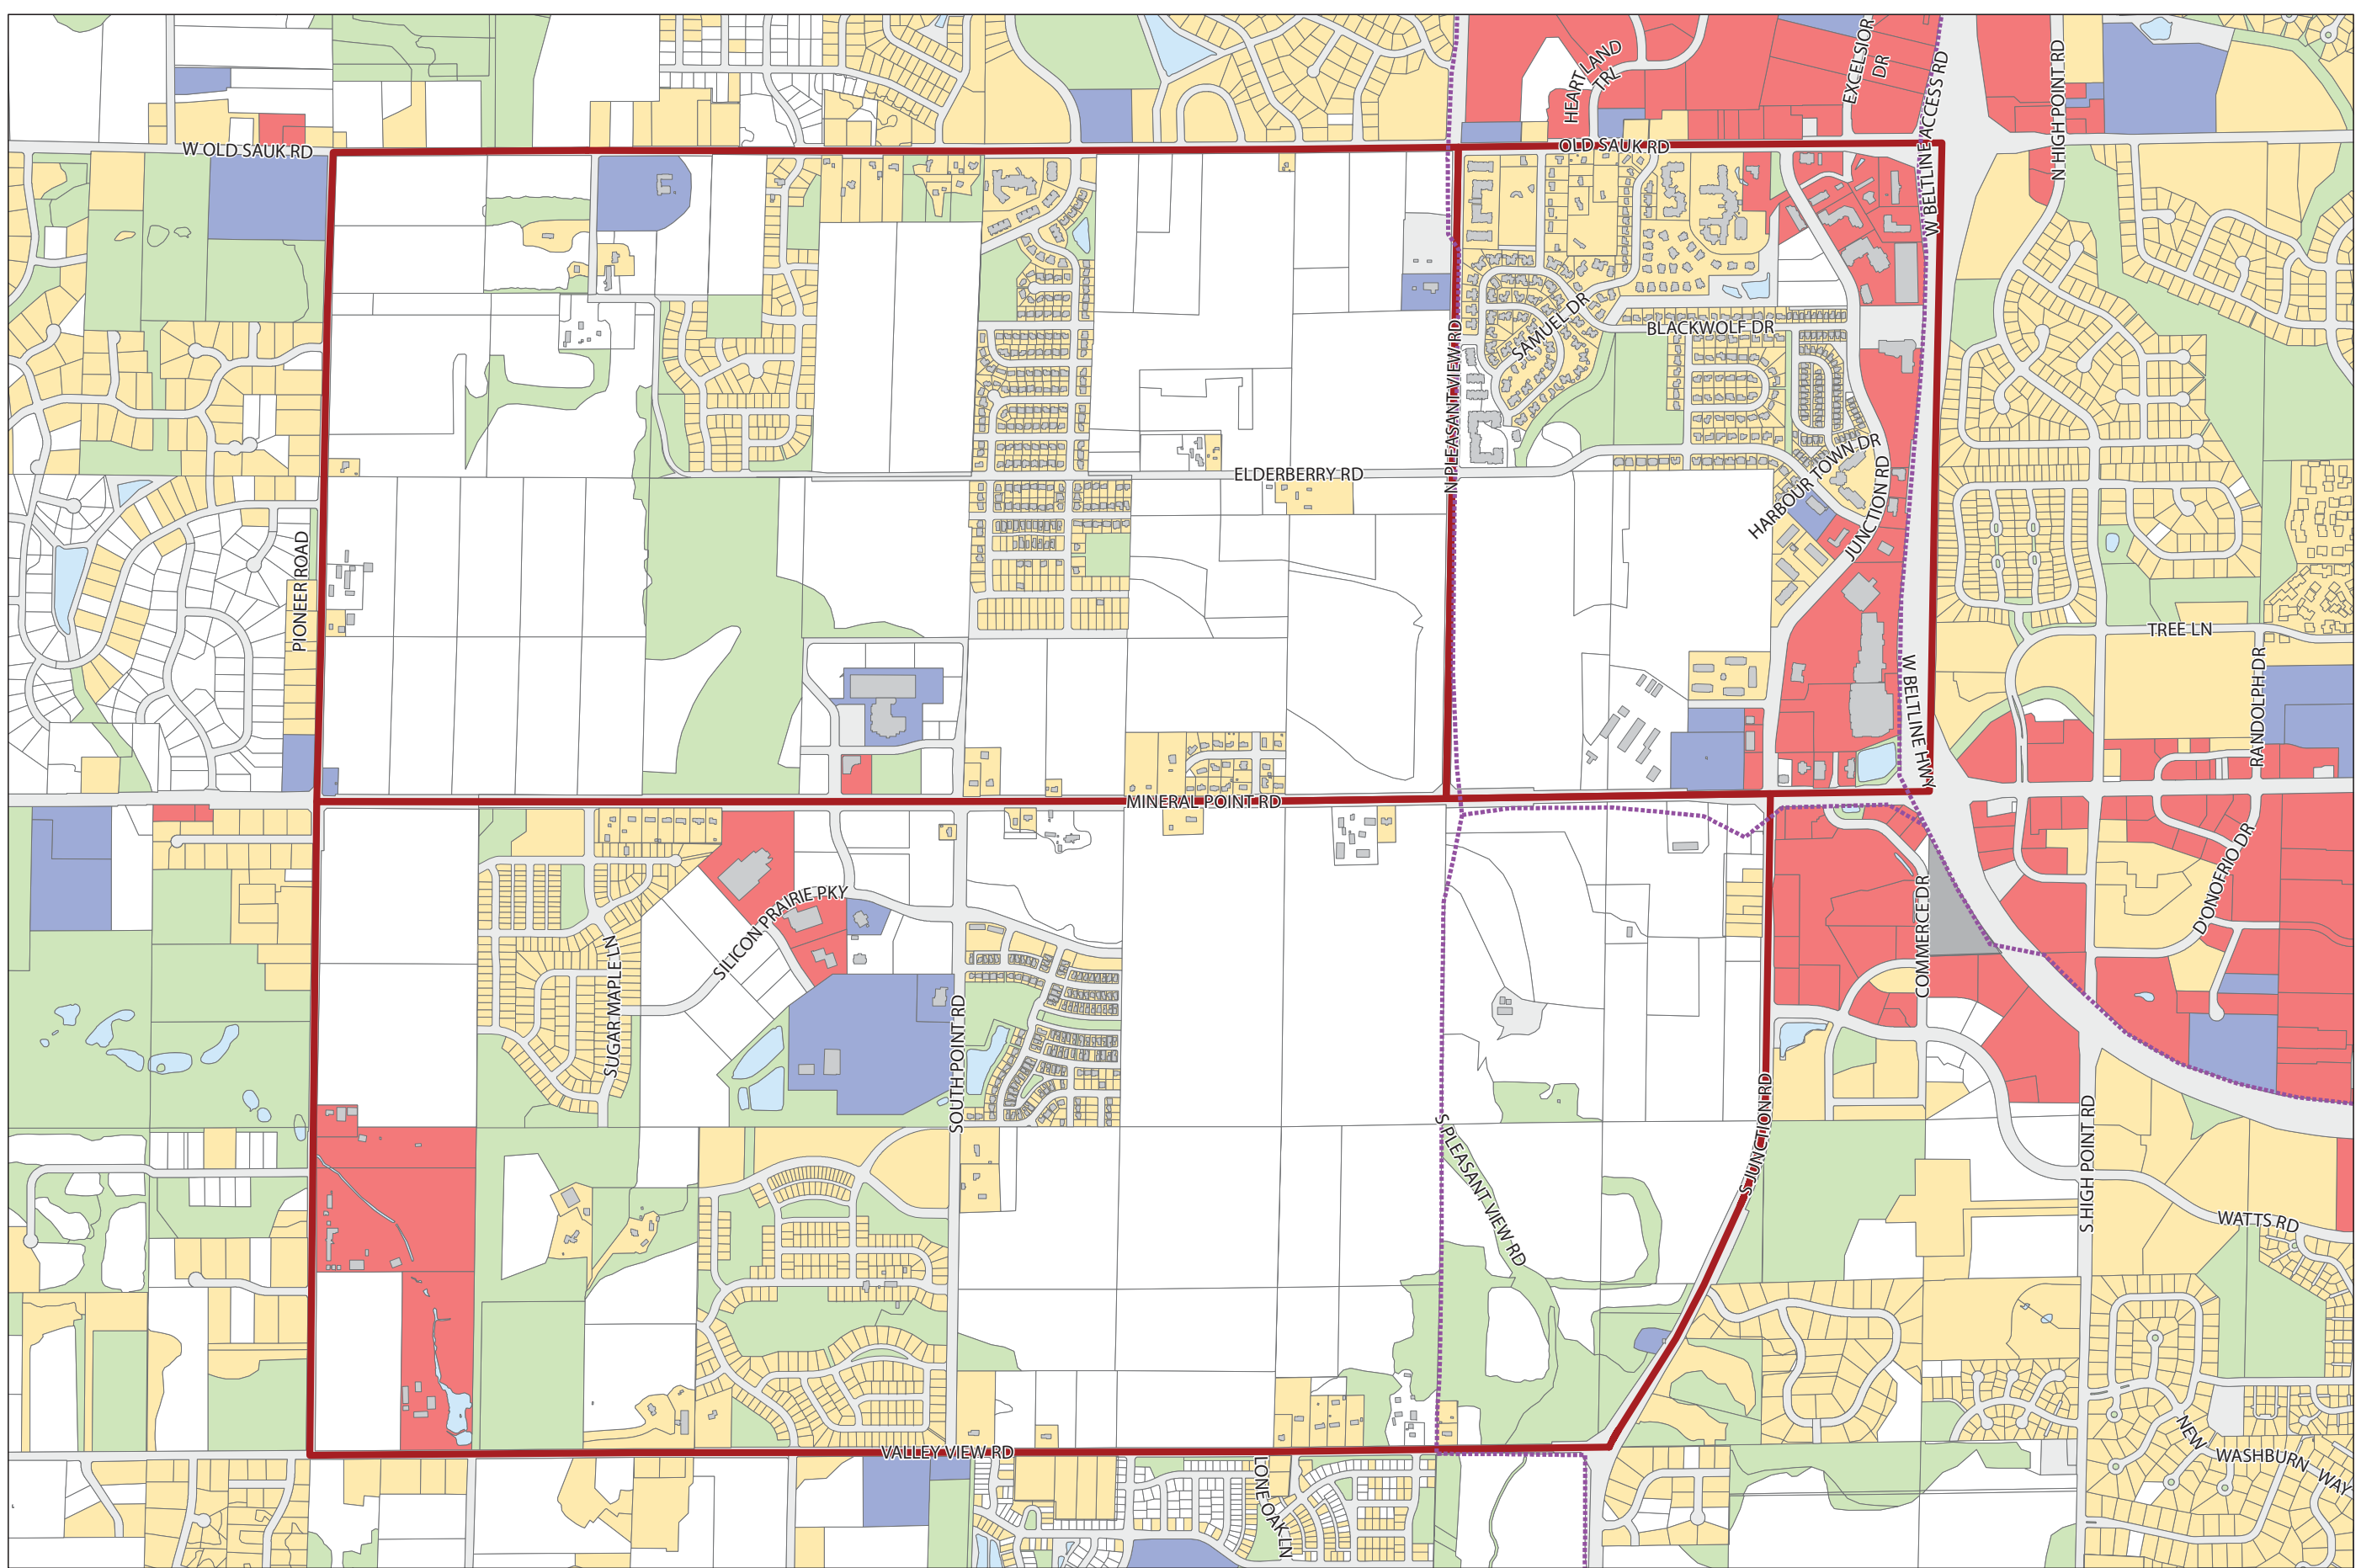 HEARTLAND
TRL
EXCELSIOR
DR
W BELTLINE ACCESS RD
N HIGH POINT RD
W OLD SAUK RD
OLD SAUK RD
SAMUEL DR
BLACKWOLF DR
N PLEASANT VIEW RD
ELDERBERRY RD
HARBOUR TOWN DR
JUNCTION RD
PIONEER ROAD
TREE LN
RANDOLPH DR
W BELTLINE HWY
MINERAL POINT RD
SILICON PRAIRIE PKY
SUGAR MAPLE LN
COMMERCE DR
D'ONOFRIO DR
SOUTH POINT RD
S PLEASANT VIEW RD
S JUNCTION RD
S HIGH POINT RD
WATTS RD
VALLEY VIEW RD
LONE OAK LN
NEW WASHBURN WAY